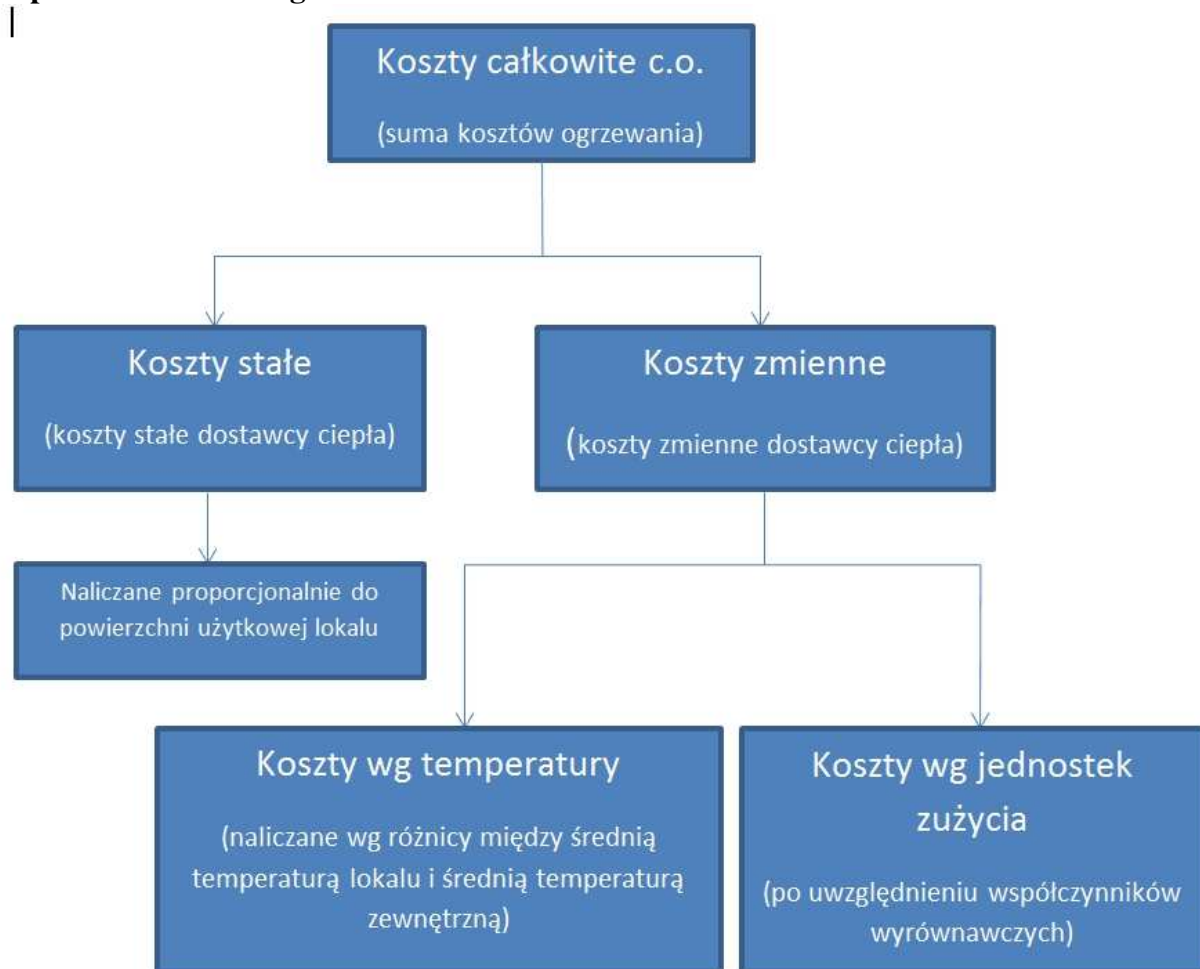 Koszty całkowite c.o.
(suma kosztów ogrzewania)
Koszty stałe
(koszty stałe dostawcy ciepła)
Koszty zmienne
(koszty zmienne dostawcy ciepła)
Naliczane proporcjonalnie do
powierzchni użytkowej lokalu
Koszty wg temperatury
(naliczane wg różnicy między średnią
temperaturą lokalu i średnią temperaturą
zewnętrzną)
Koszty wg jednostek
zużycia
(po uwzględnieniu współczynników
wyrównawczych)